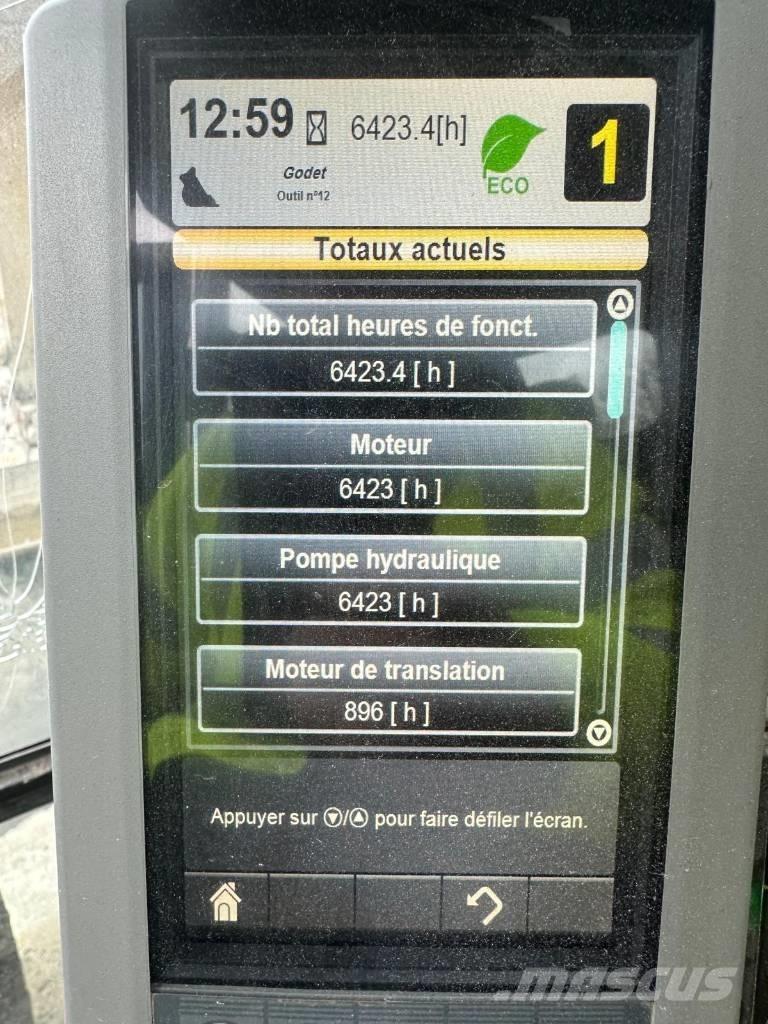 12:59 6423.4[h]
Godet
Outil n°12
ECO
1
Totaux actuels
Nb total heures de fonct.
6423.4 [ h ]
Moteur
6423 [ h ]
Pompe hydraulique
6423 [ h ]
Moteur de translation
896 [ h ]
Appuyer sur / pour faire défiler l'écran.
mascus